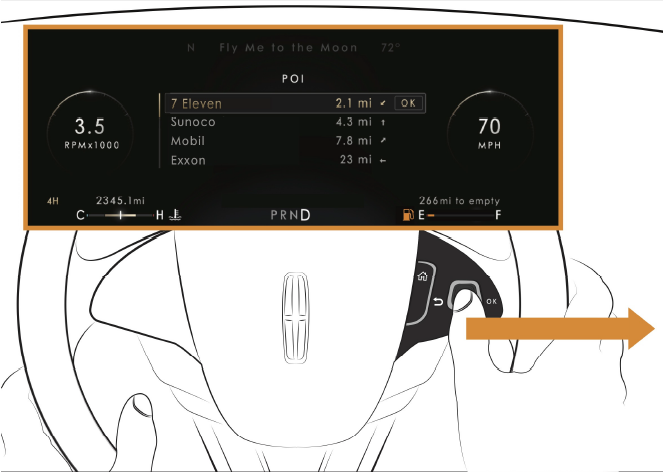 N Fly Me to the Moon 72°
POI
7 Eleven 2.1 mi ↙ OK
Sunoco 4.3 mi ↑
Mobil 7.8 mi ↗
Exxon 23 mi ←
3.5
RPMx1000
70
MPH
4H 2345.1mi
C H
PRND
266mi to empty
E F
OK